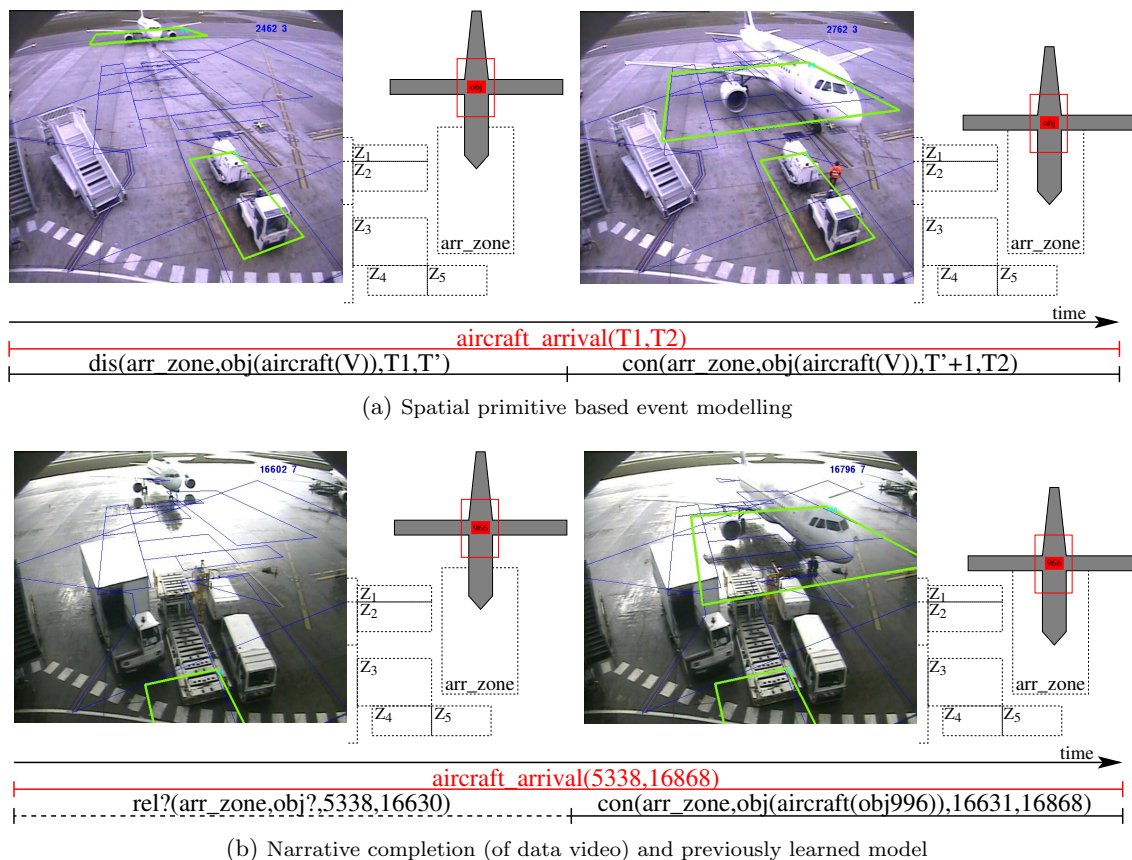 2462 3
obj
Z1
Z2
Z3
Z4 Z5
arr_zone
2762 3
obj
Z1
Z2
Z3
Z4 Z5
arr_zone
time
aircraft_arrival(T1,T2)
dis(arr_zone,obj(aircraft(V)),T1,T') con(arr_zone,obj(aircraft(V)),T'+1,T2)
(a) Spatial primitive based event modelling
16602 7
966
Z1
Z2
Z3
Z4 Z5
arr_zone
16796 7
966
Z1
Z2
Z3
Z4 Z5
arr_zone
time
aircraft_arrival(5338,16868)
rel?(arr_zone,obj?,5338,16630) con(arr_zone,obj(aircraft(obj996)),16631,16868)
(b) Narrative completion (of data video) and previously learned model